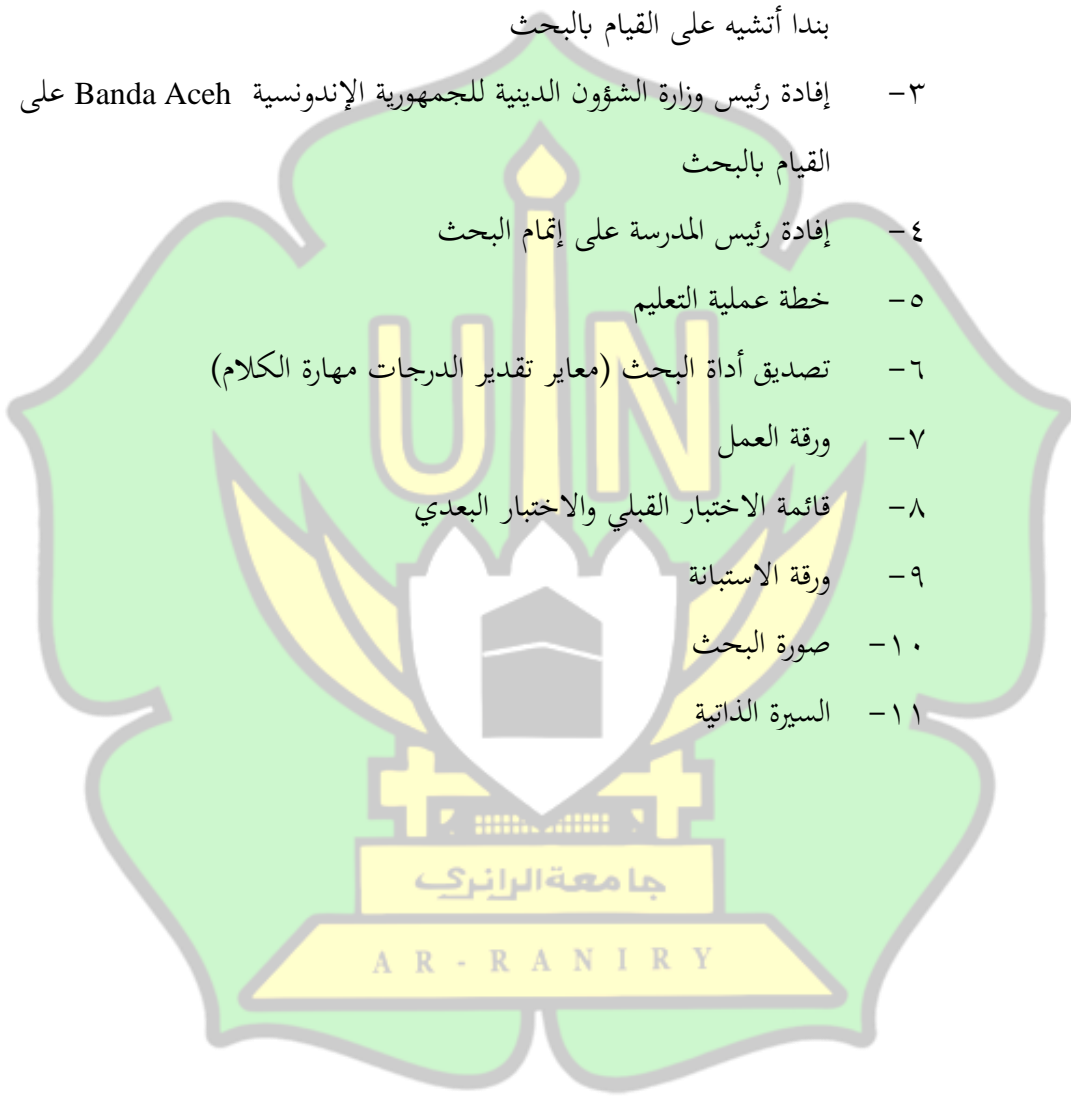 بندا أتشيه على القيام بالبحث
٣- إفادة رئيس وزارة الشؤون الدينية للجمهورية الإندونسية Banda Aceh على
القيام بالبحث
٤- إفادة رئيس المدرسة على إتمام البحث
٥- خطة عملية التعليم
٦- تصديق أداة البحث (معاير تقدير الدرجات مهارة الكلام)
٧- ورقة العمل
٨- قائمة الاختبار القبلي والاختبار البعدي
٩- ورقة الاستبانة
١٠- صورة البحث
١١- السيرة الذاتية
UIN
جامعة الرانري
AR-RANIRY